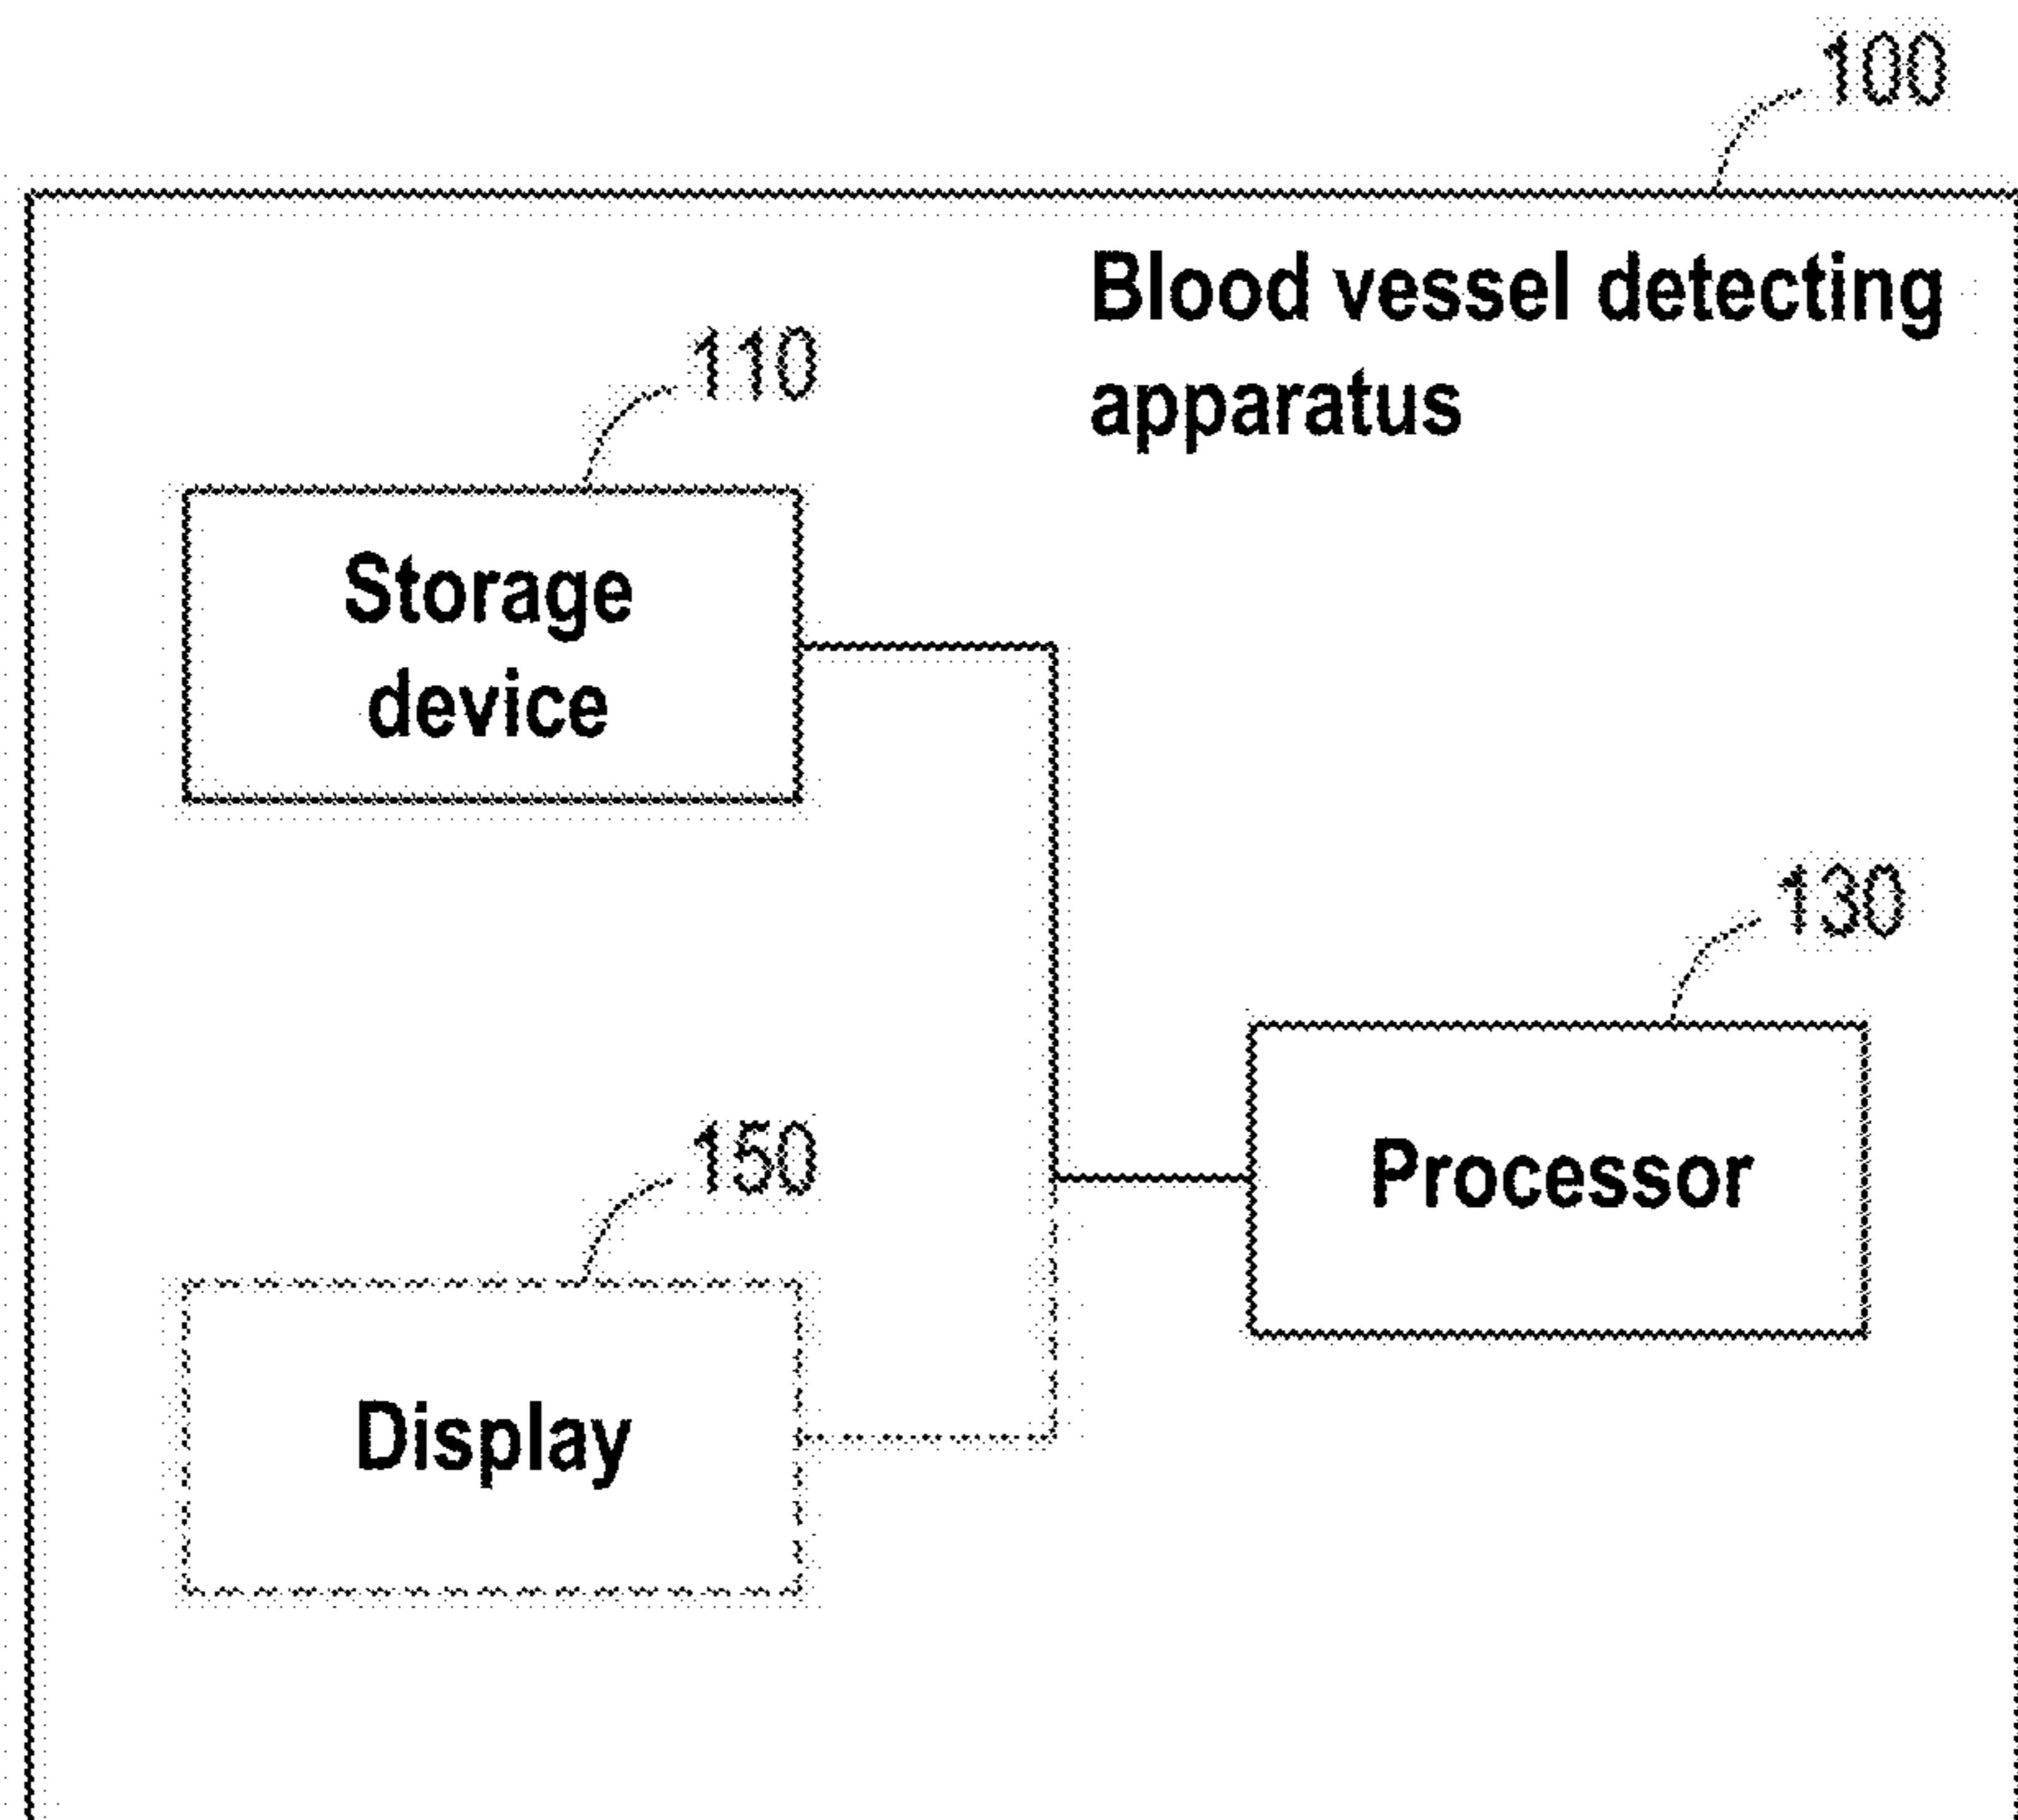 100
Blood vessel detecting
apparatus
110
Storage
device
130
Processor
150
Display